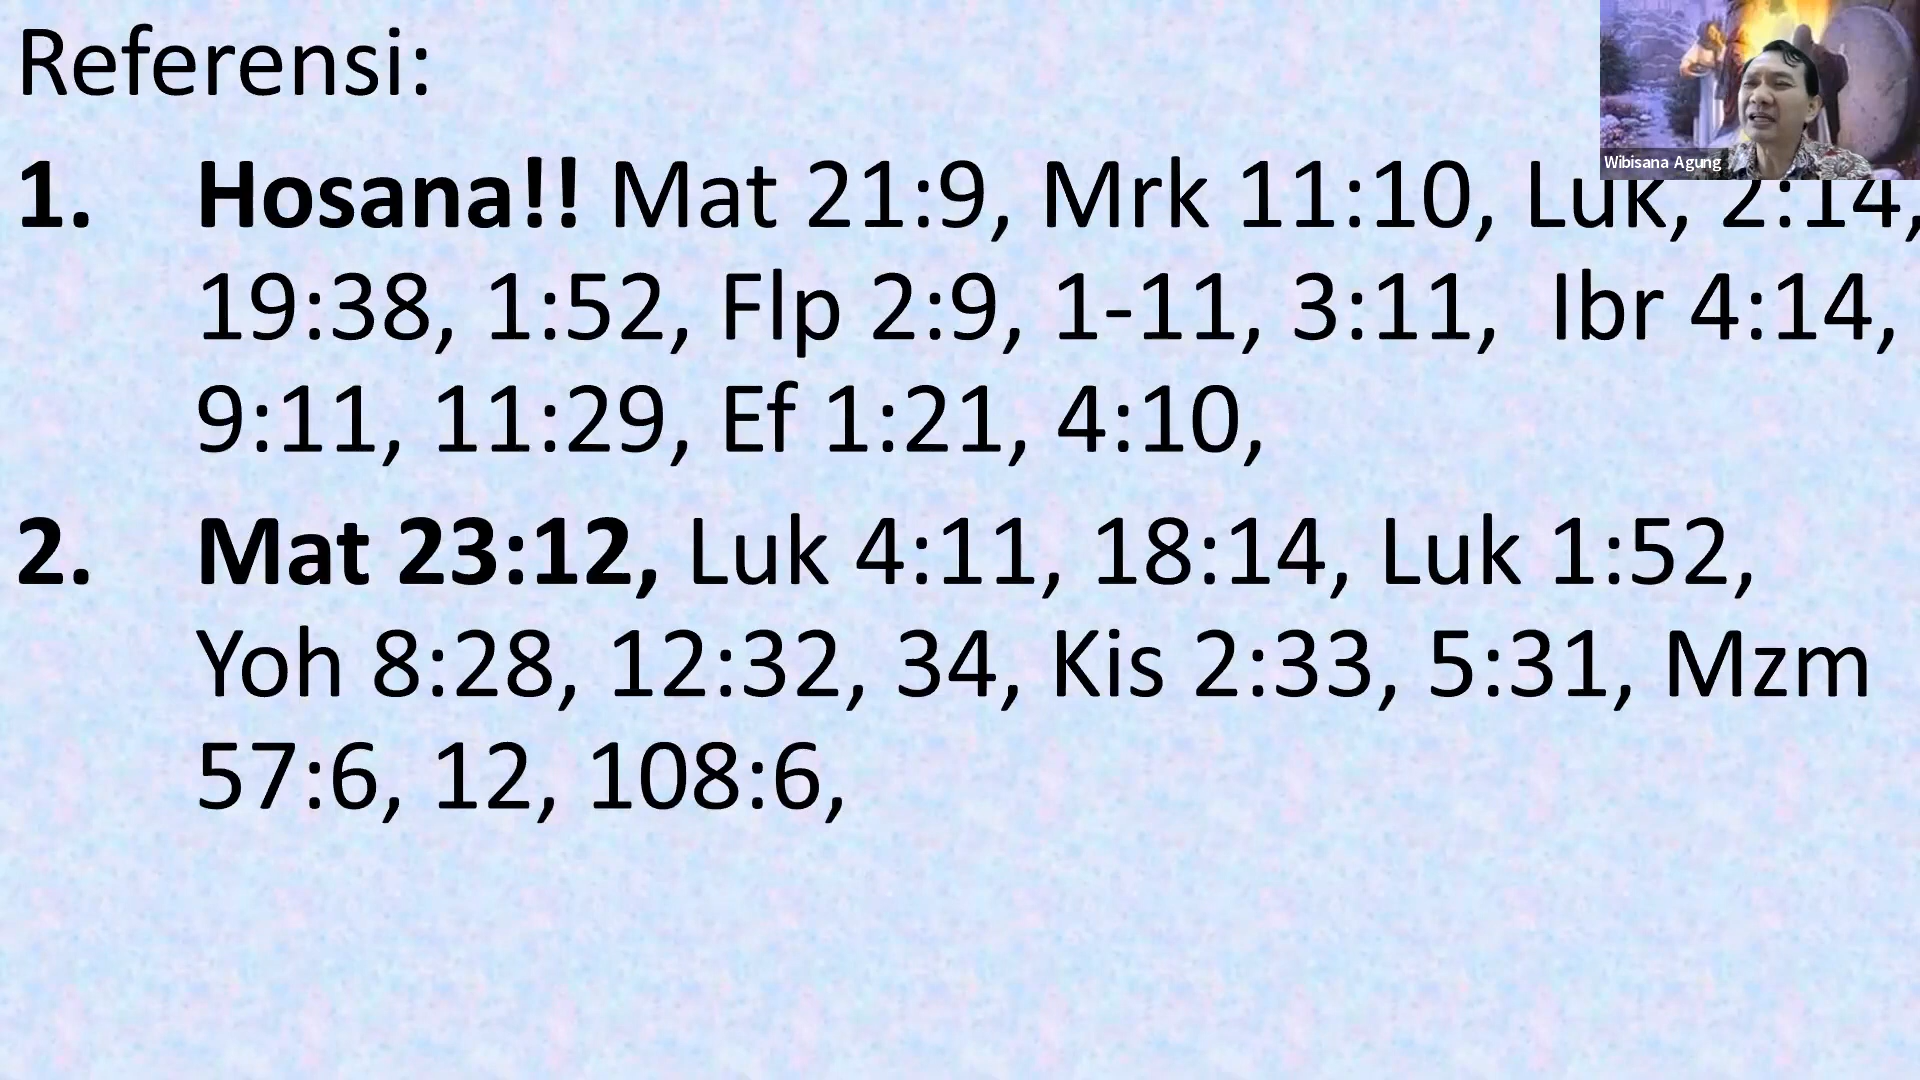 Referensi:
Wibisana Agung
1. Hosana!! Mat 21:9, Mrk 11:10, Luk, 2:14,
19:38, 1:52, Flp 2:9, 1-11, 3:11, Ibr 4:14,
9:11, 11:29, Ef 1:21, 4:10,
2. Mat 23:12, Luk 4:11, 18:14, Luk 1:52,
Yoh 8:28, 12:32, 34, Kis 2:33, 5:31, Mzm
57:6, 12, 108:6,